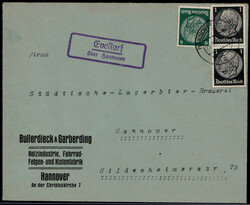 Evestorf
über Hannover
Firma
Städtische-Lagerbier-Brauerei
Hannover
Hildesheimerstraße 73
Bullerdieck & Garberding
Holzindustrie, Fahrrad-
Felgen- und Kistenfabrik
Hannover
An der Christuskirche 7
Deutsches Reich
Deutsches Reich